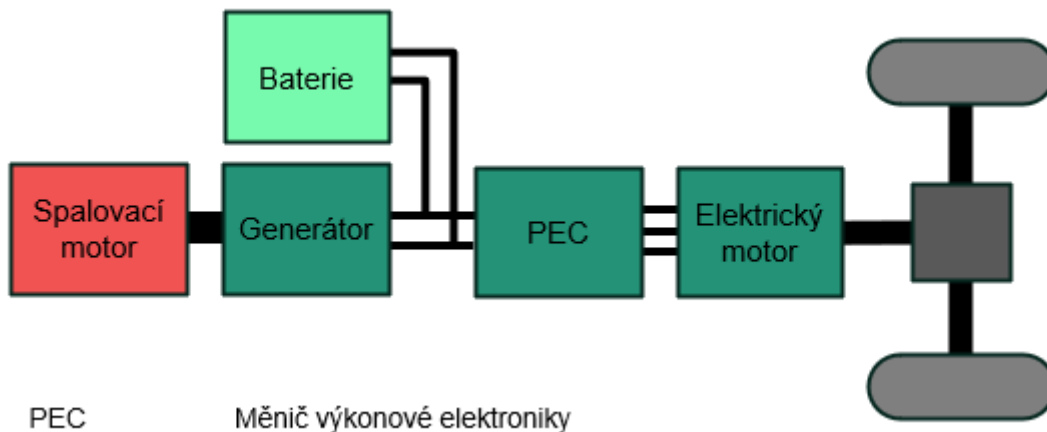 Baterie
Spalovací
motor
Generátor
PEC
Elektrický
motor
PEC Měnič výkonové elektroniky